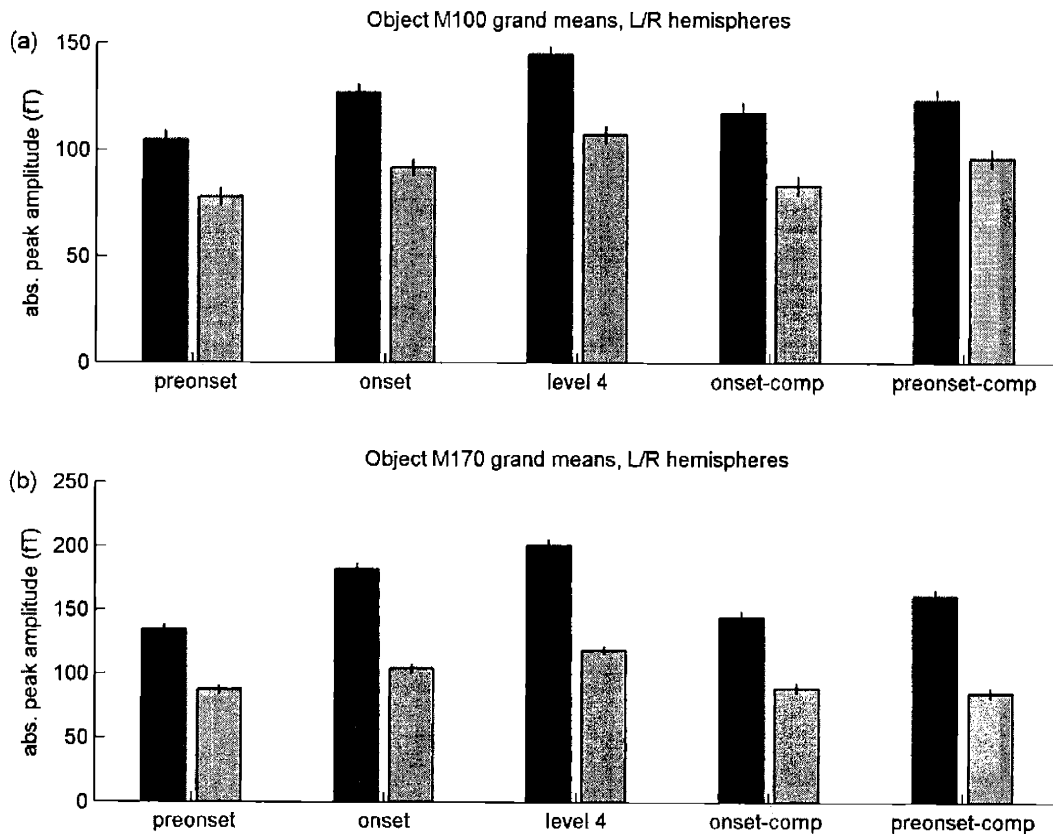 Object M100 grand means, L/R hemispheres
(a)
abs. peak amplitude (fT)
150
100
50
0
preonset onset level 4 onset-comp preonset-comp
Object M170 grand means, L/R hemispheres
(b)
abs. peak amplitude (fT)
250
200
150
100
50
0
preonset onset level 4 onset-comp preonset-comp